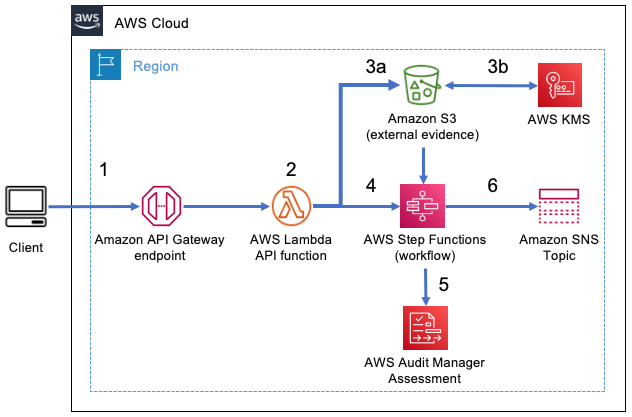 aws
AWS Cloud
Region
3a
3b
Amazon S3
(external evidence)
AWS KMS
1
2
4
6
Client
Amazon API Gateway
endpoint
AWS Lambda
API function
AWS Step Functions
(workflow)
Amazon SNS
Topic
5
AWS Audit Manager
Assessment